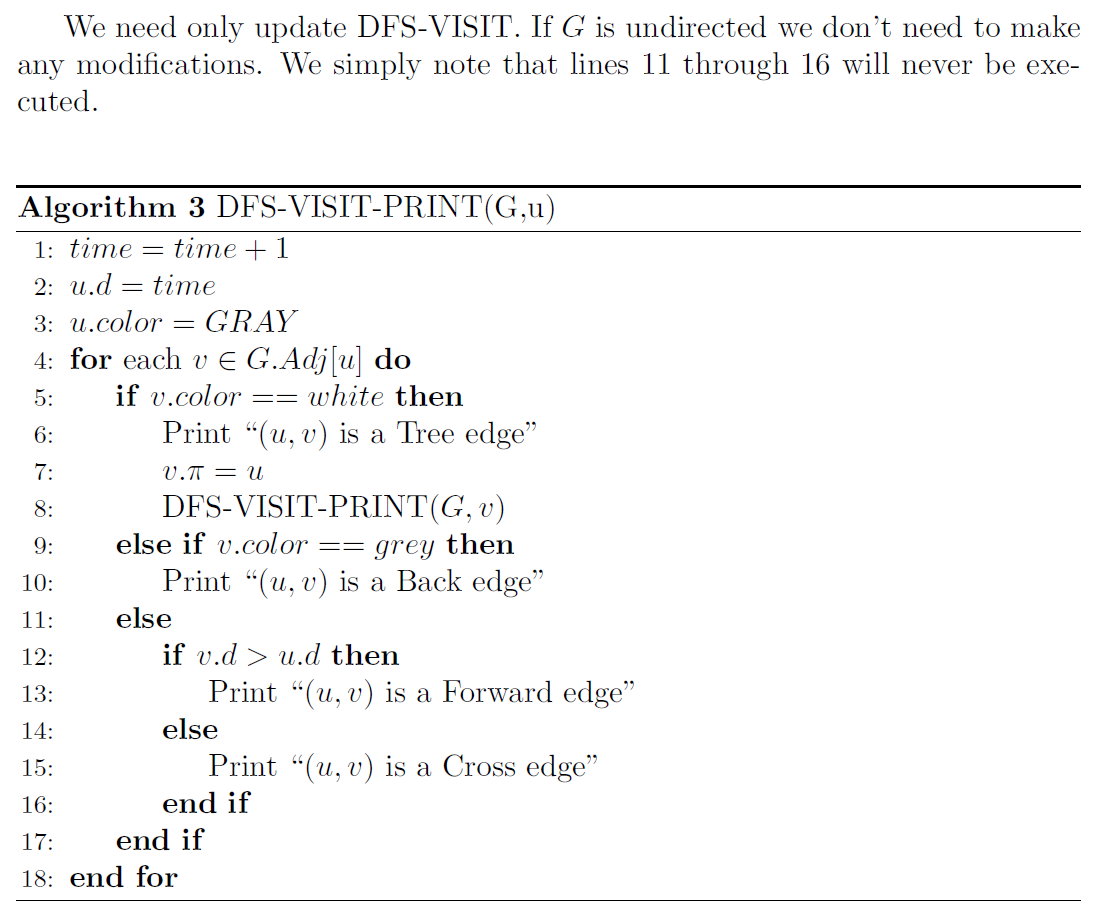 We need only update DFS-VISIT. If G is undirected we don't need to make
any modifications. We simply note that lines 11 through 16 will never be exe-
cuted.
Algorithm 3 DFS-VISIT-PRINT(G,u)
1: time = time + 1
2: u.d = time
3: u.color = GRAY
4: for each v ∈ G.Adj[u] do
5: if v.color == white then
6: Print “(u, v) is a Tree edge”
7: v.π = u
8: DFS-VISIT-PRINT(G, v)
9: else if v.color == grey then
10: Print “(u, v) is a Back edge”
11: else
12: if v.d > u.d then
13: Print “(u, v) is a Forward edge”
14: else
15: Print “(u, v) is a Cross edge”
16: end if
17: end if
18: end for